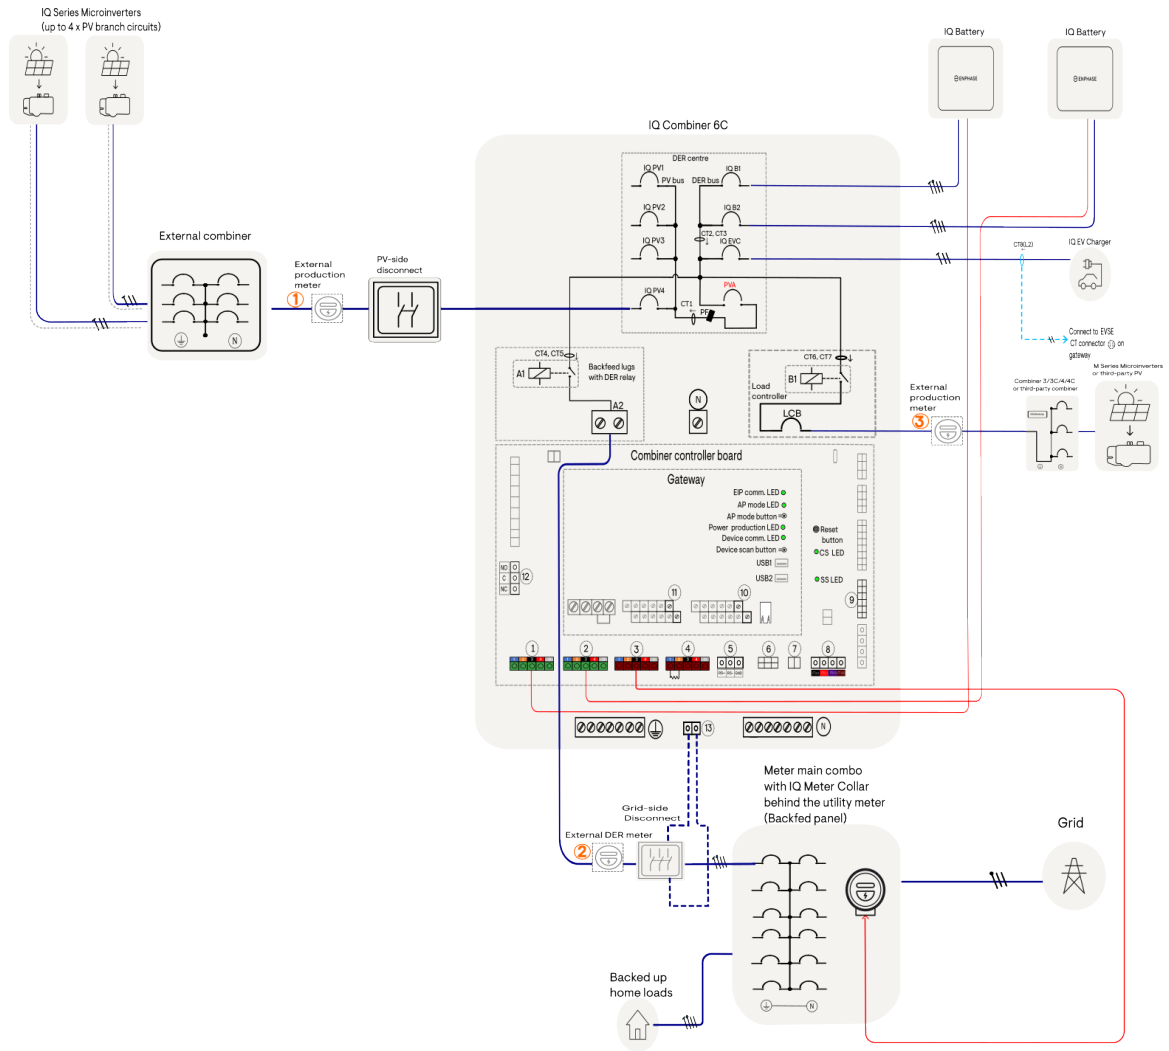 IQ Series Microinverters
(up to 4 x PV branch circuits)
IQ Battery
IQ Battery
ENPHASE
ENPHASE
IQ Combiner 6C
DER centre
IQ PV1
IQ B1
PV bus
DER bus
IQ PV2
IQ B2
CT2, CT3
IQ PV3
IQ EVC
PVA
IQ PV4
CT1
PF
External combiner
N
External
production
meter
1
PV-side
disconnect
CT8(L2)
IQ EV Charger
Connect to EVSE
CT connector 11 on
gateway
M Series Microinverters
or third-party PV
Combiner 3/3C/4/4C
or third-party combiner
External
production
meter
3
CT4, CT5
A1
Backfeed lugs
with DER relay
A2
N
CT6, CT7
B1
Load
controller
LCB
Combiner controller board
Gateway
EIP comm. LED
AP mode LED
AP mode button
Power production LED
Device comm. LED
Device scan button
USB1
USB2
Reset
button
CS LED
SS LED
NO
C
NC
12
11
10
9
1
2
3
4
5
6
7
8
13
N
Meter main combo
with IQ Meter Collar
behind the utility meter
(Backfed panel)
Grid-side
Disconnect
External DER meter
2
Grid
N
Backed up
home loads